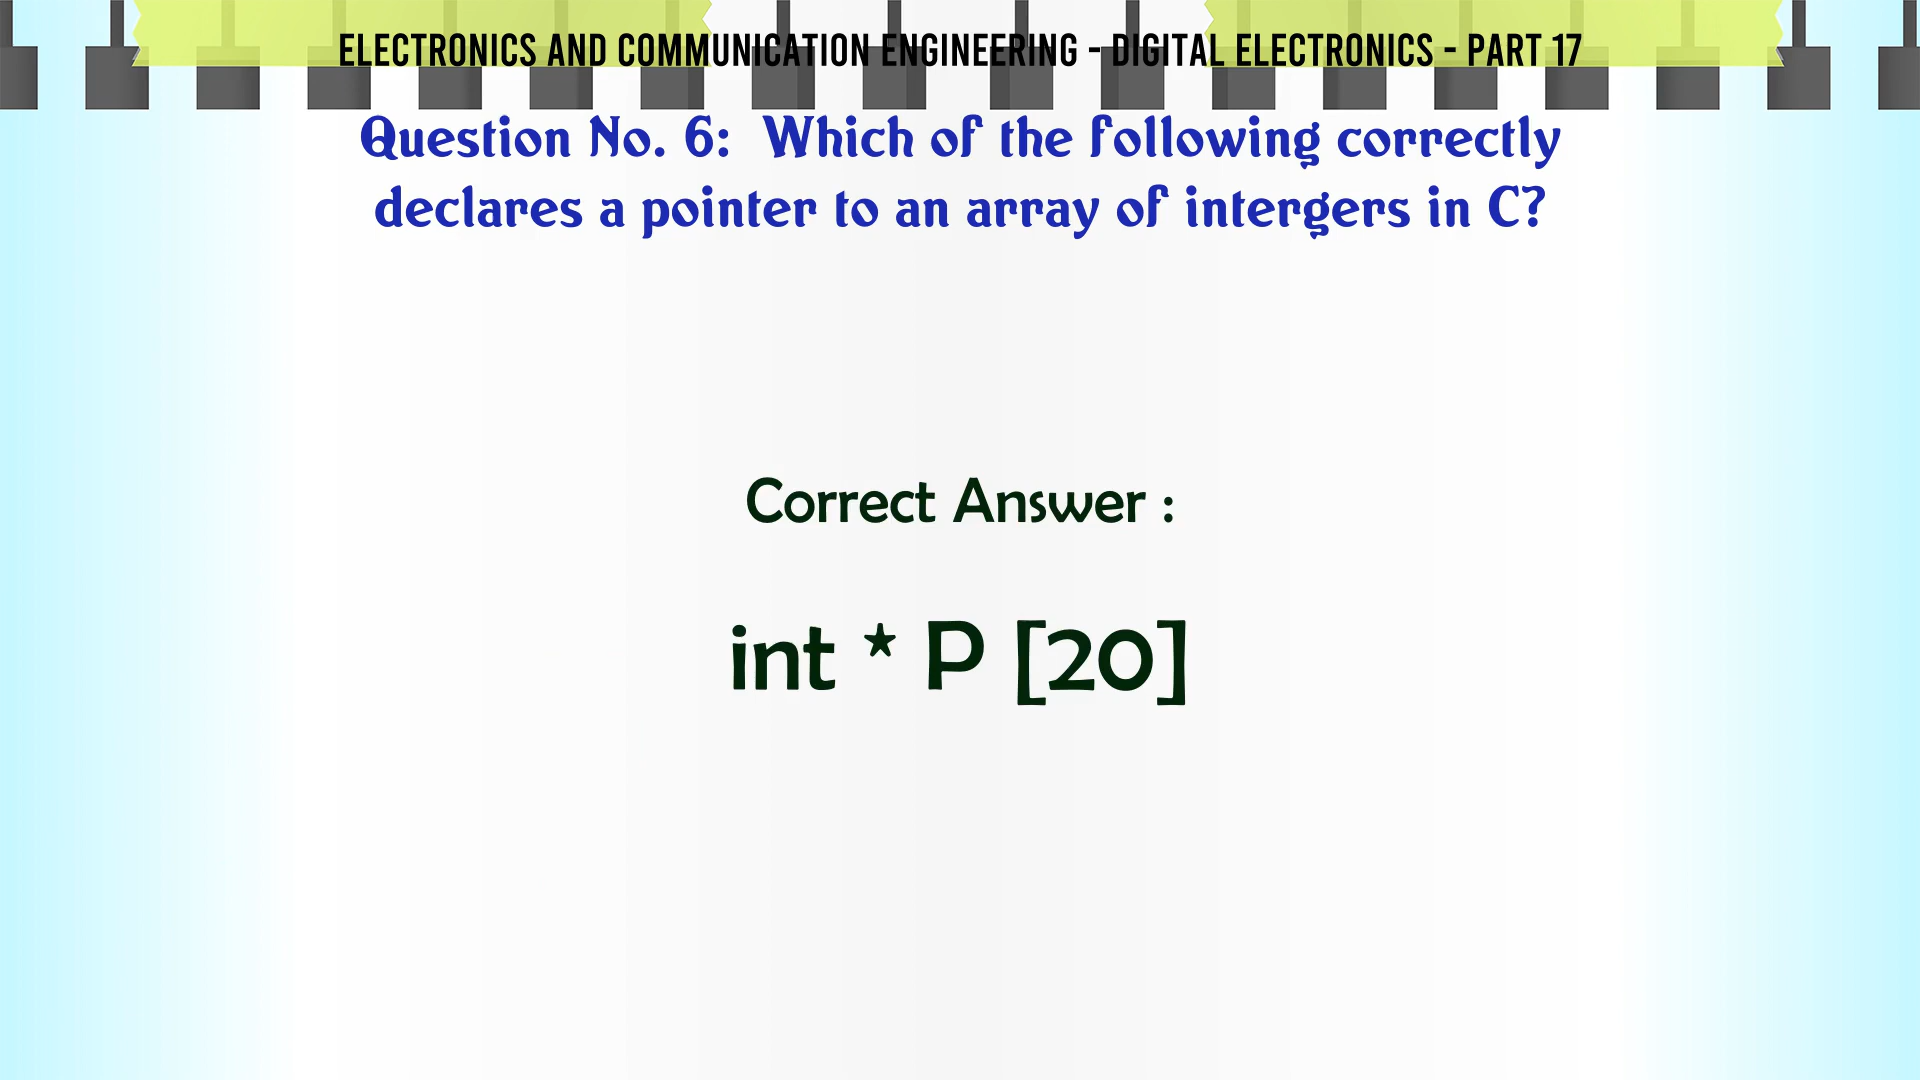 ELECTRONICS AND COMMUNICATION ENGINEERING - DIGITAL ELECTRONICS - PART 17
Question No. 6: Which of the following correctly
declares a pointer to an array of intergers in C?
Correct Answer :
int * P [20]